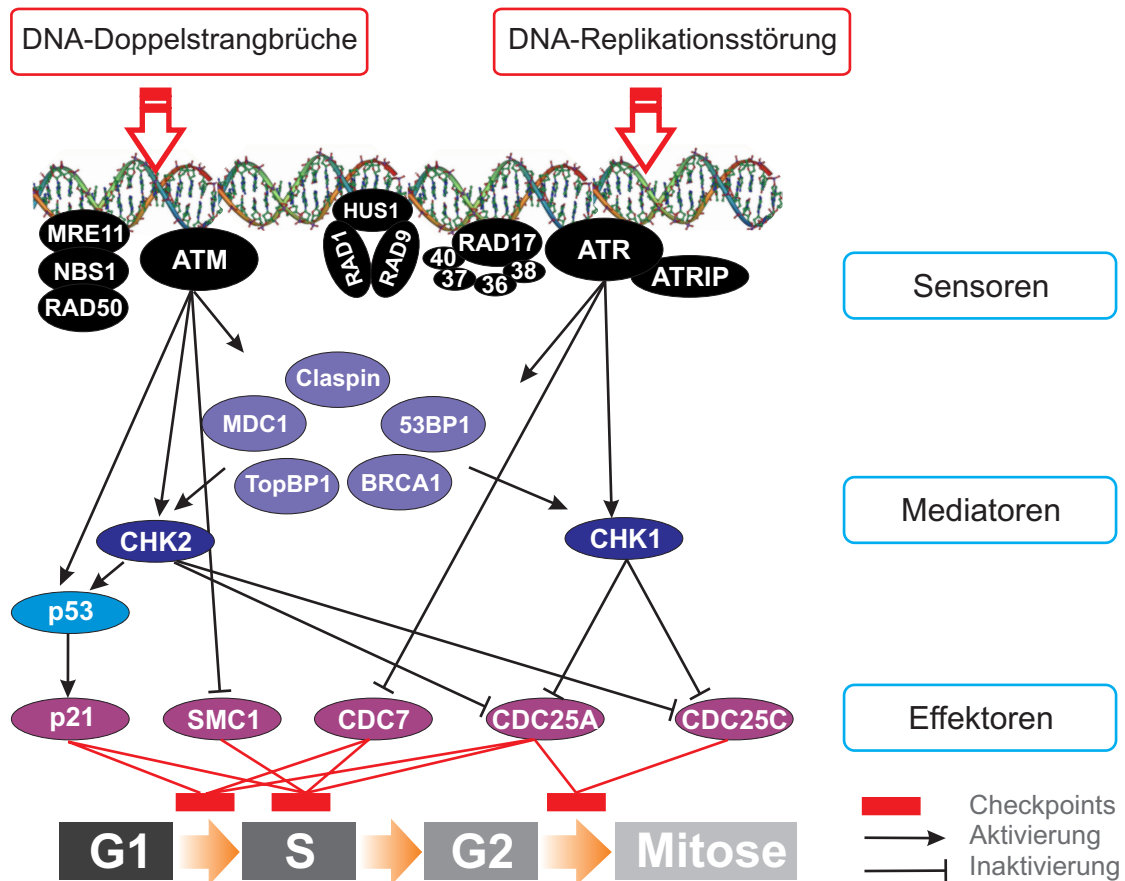 DNA-Doppelstrangbrüche
DNA-Replikationsstörung
HUS1
RAD1
RAD9
MRE11
NBS1
RAD50
ATM
RAD17
40
37
36
38
ATR
ATRIP
Sensoren
Claspin
MDC1
53BP1
TopBP1
BRCA1
Mediatoren
CHK2
CHK1
p53
p21
SMC1
CDC7
CDC25A
CDC25C
Effektoren
Checkpoints
Aktivierung
Inaktivierung
G1
S
G2
Mitose